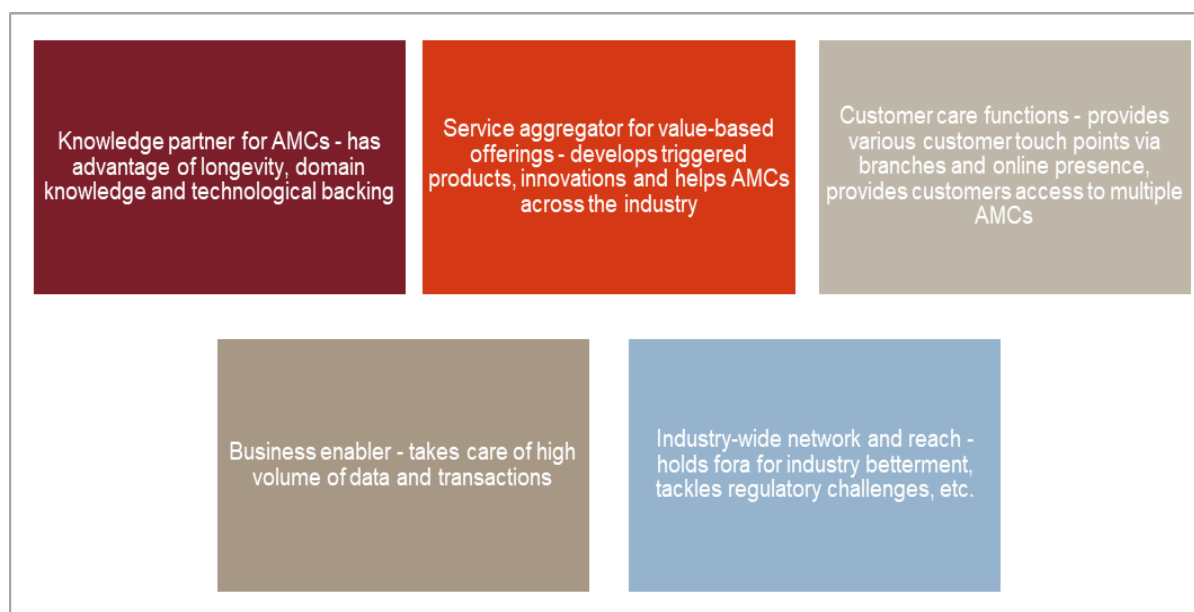 Knowledge partner for AMCs - has
advantage of longevity, domain
knowledge and technological backing
Service aggregator for value-based
offerings - develops triggered
products, innovations and helps AMCs
across the industry
Customer care functions - provides
various customer touch points via
branches and online presence,
provides customers access to multiple
AMCs
Business enabler - takes care of high
volume of data and transactions
Industry-wide network and reach -
holds fora for industry betterment,
tackles regulatory challenges, etc.